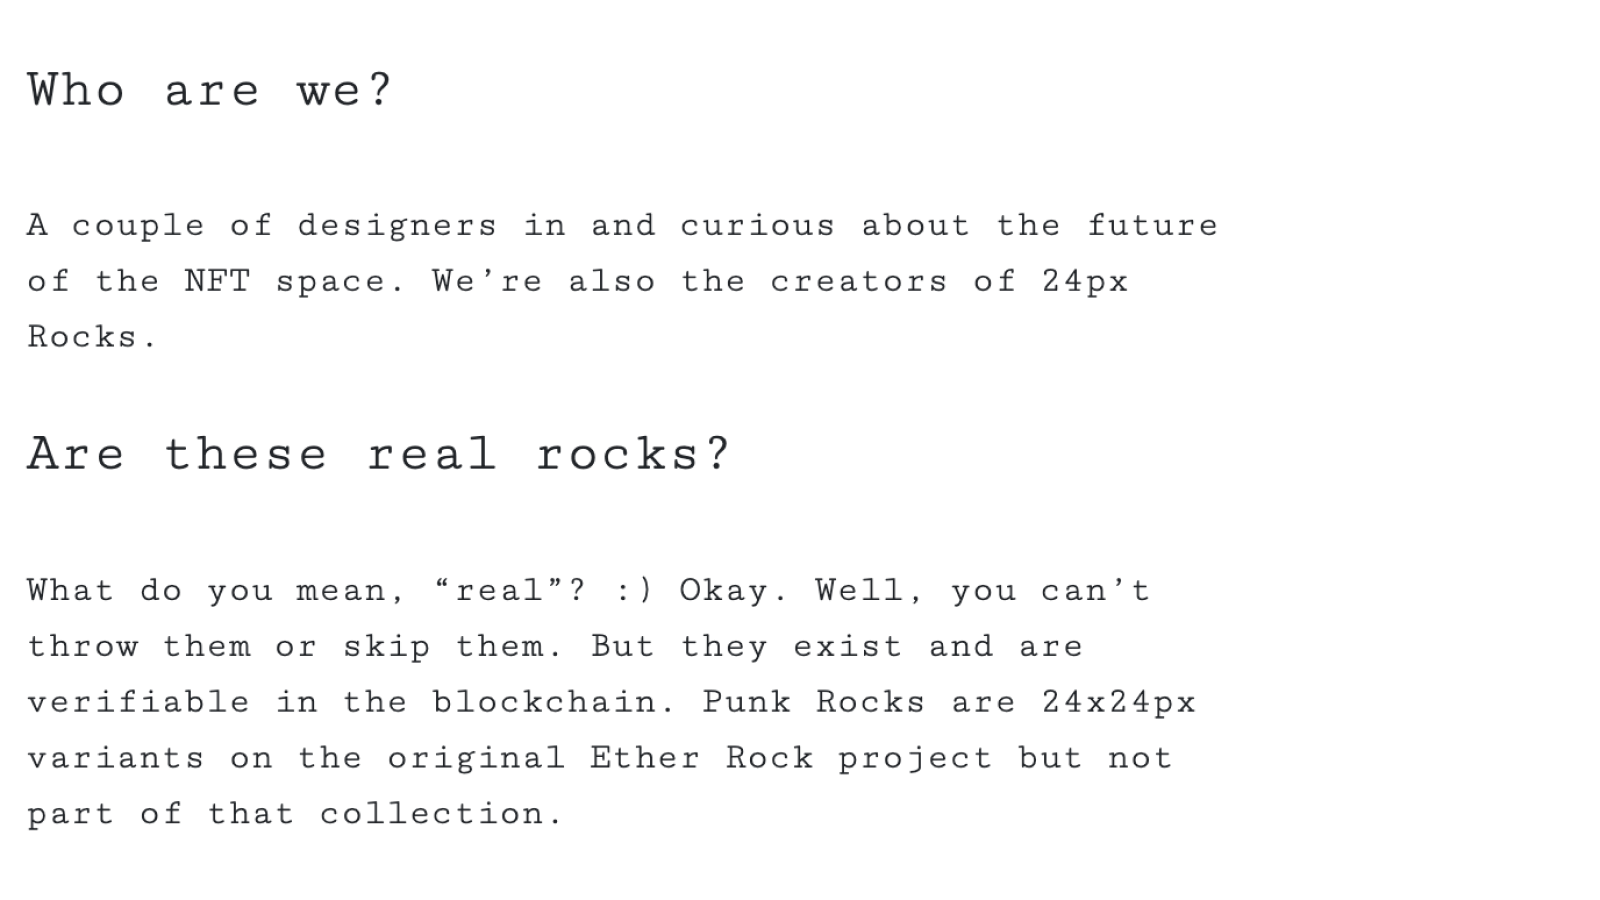 Who are we?
A couple of designers in and curious about the future
of the NFT space. We’re also the creators of 24px
Rocks.
Are these real rocks?
What do you mean, “real”? :) Okay. Well, you can’t
throw them or skip them. But they exist and are
verifiable in the blockchain. Punk Rocks are 24x24px
variants on the original Ether Rock project but not
part of that collection.